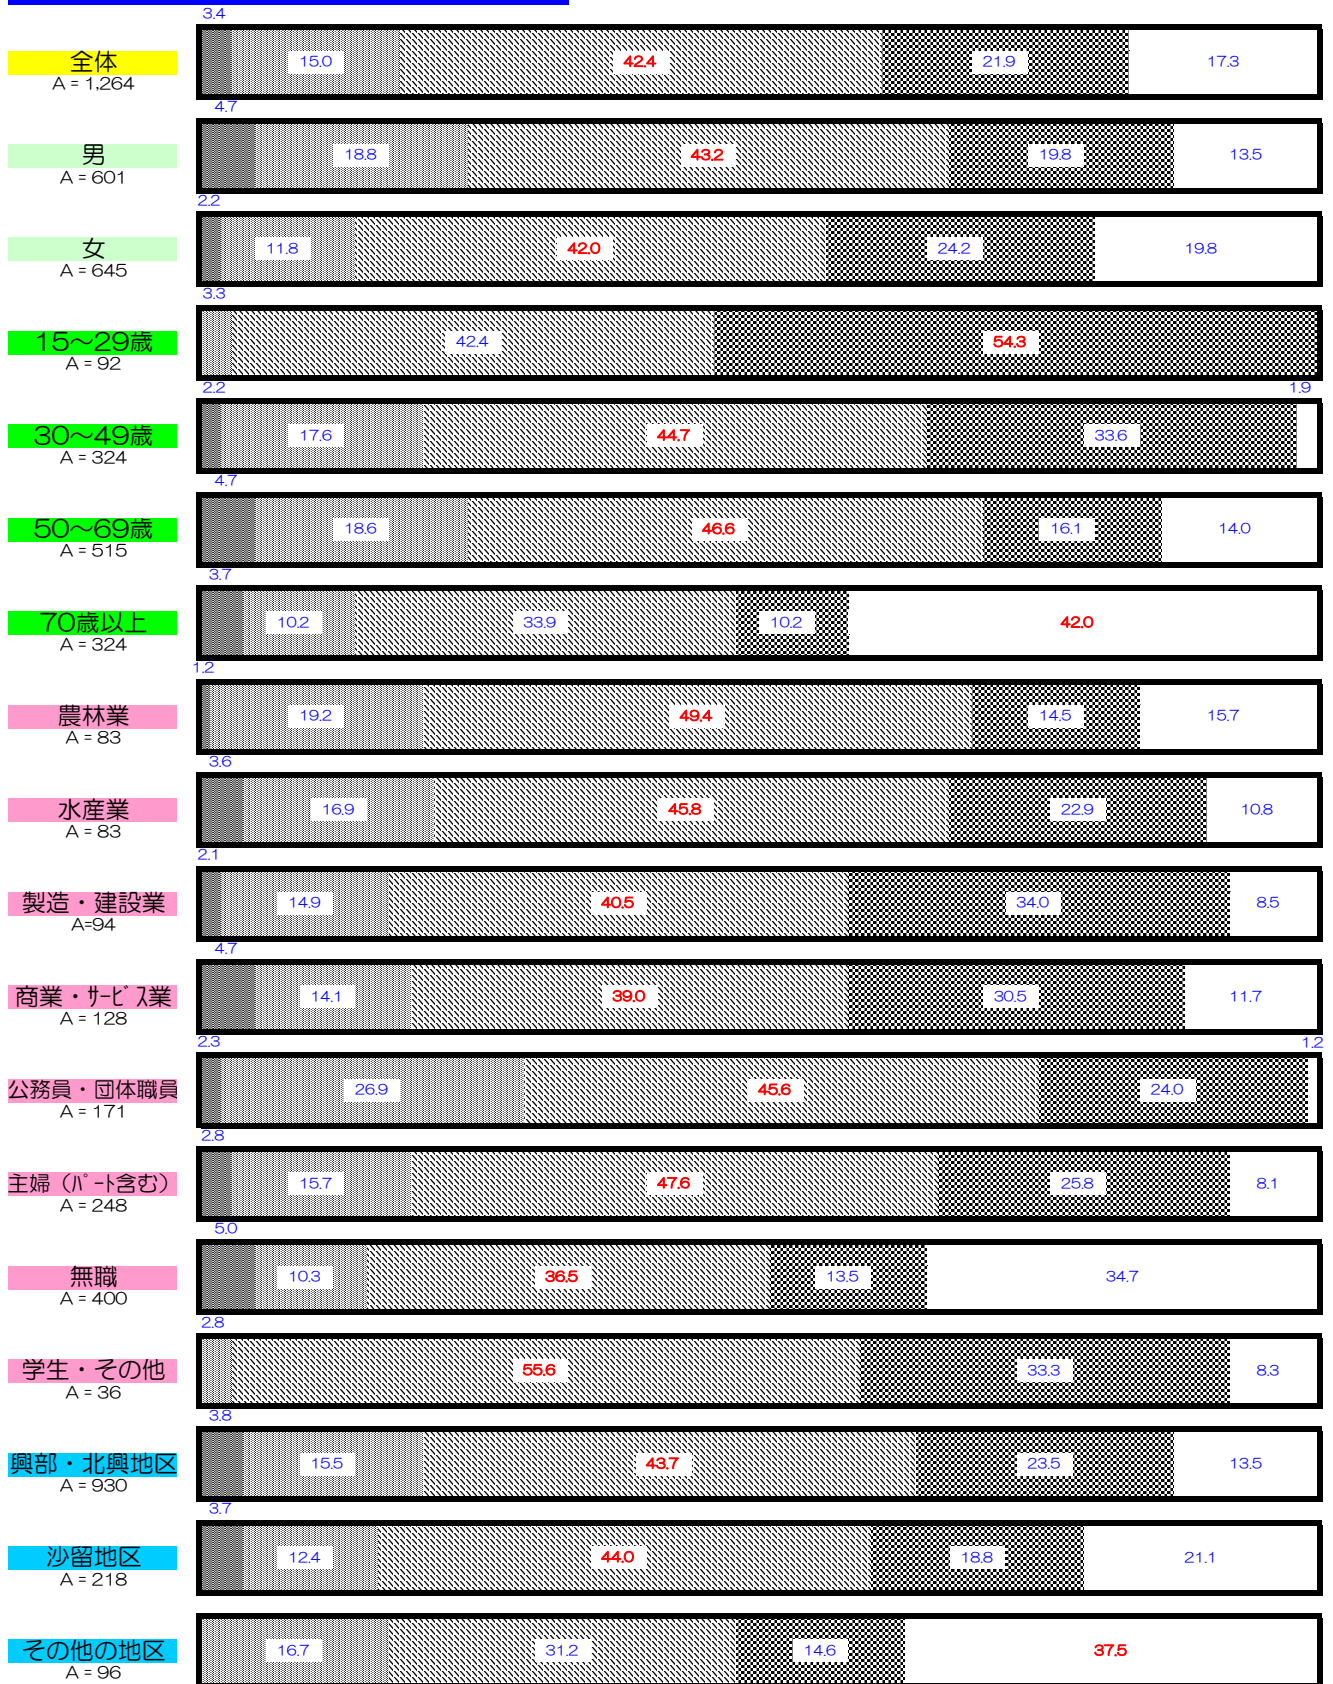 3.4
全体
A = 1,264
15.0 42.4 21.9 17.3
4.7
男
A = 601
18.8 43.2 19.8 13.5
2.2
女
A = 645
11.8 42.0 24.2 19.8
3.3
15～29歳
A = 92
42.4 54.3
2.2 1.9
30～49歳
A = 324
17.6 44.7 33.6
4.7
50～69歳
A = 515
18.6 46.6 16.1 14.0
3.7
70歳以上
A = 324
10.2 33.9 10.2 42.0
1.2
農林業
A = 83
19.2 49.4 14.5 15.7
3.6
水産業
A = 83
16.9 45.8 22.9 10.8
2.1
製造・建設業
A=94
14.9 40.5 34.0 8.5
4.7
商業・ｻｰﾋﾞｽ業
A = 128
14.1 39.0 30.5 11.7
2.3 1.2
公務員・団体職員
A = 171
26.9 45.6 24.0
2.8
主婦（ﾊﾟｰﾄ含む）
A = 248
15.7 47.6 25.8 8.1
5.0
無職
A = 400
10.3 36.5 13.5 34.7
2.8
学生・その他
A = 36
55.6 33.3 8.3
3.8
興部・北興地区
A = 930
15.5 43.7 23.5 13.5
3.7
沙留地区
A = 218
12.4 44.0 18.8 21.1
その他の地区
A = 96
16.7 31.2 14.6 37.5